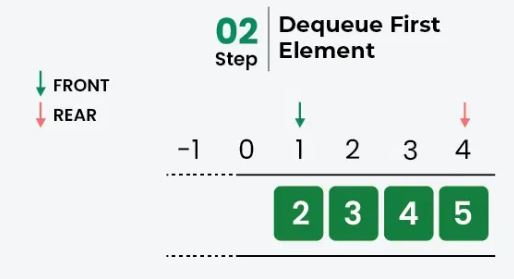 02
Step
Dequeue First
Element
FRONT
REAR
-1 0 1 2 3 4
2 3 4 5